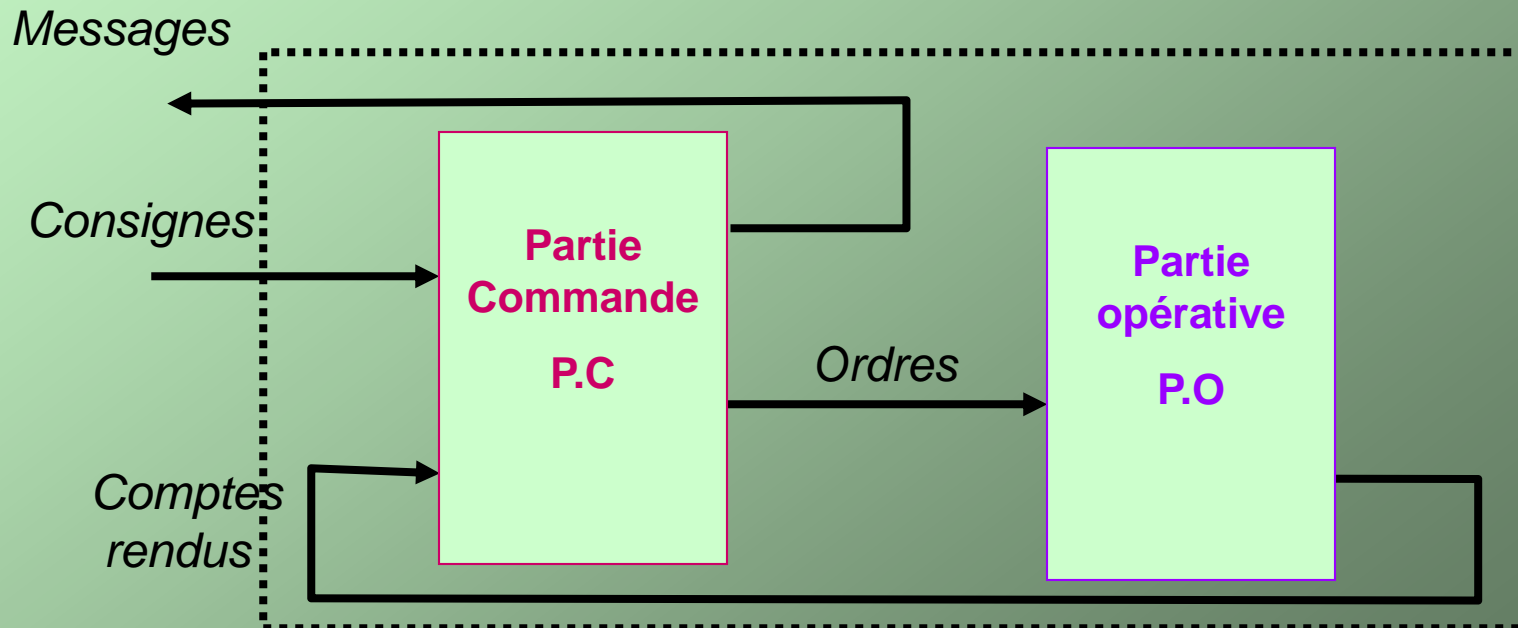 Messages
Consignes
Partie
Commande
P.C
Ordres
Partie
opérative
P.O
Comptes
rendus